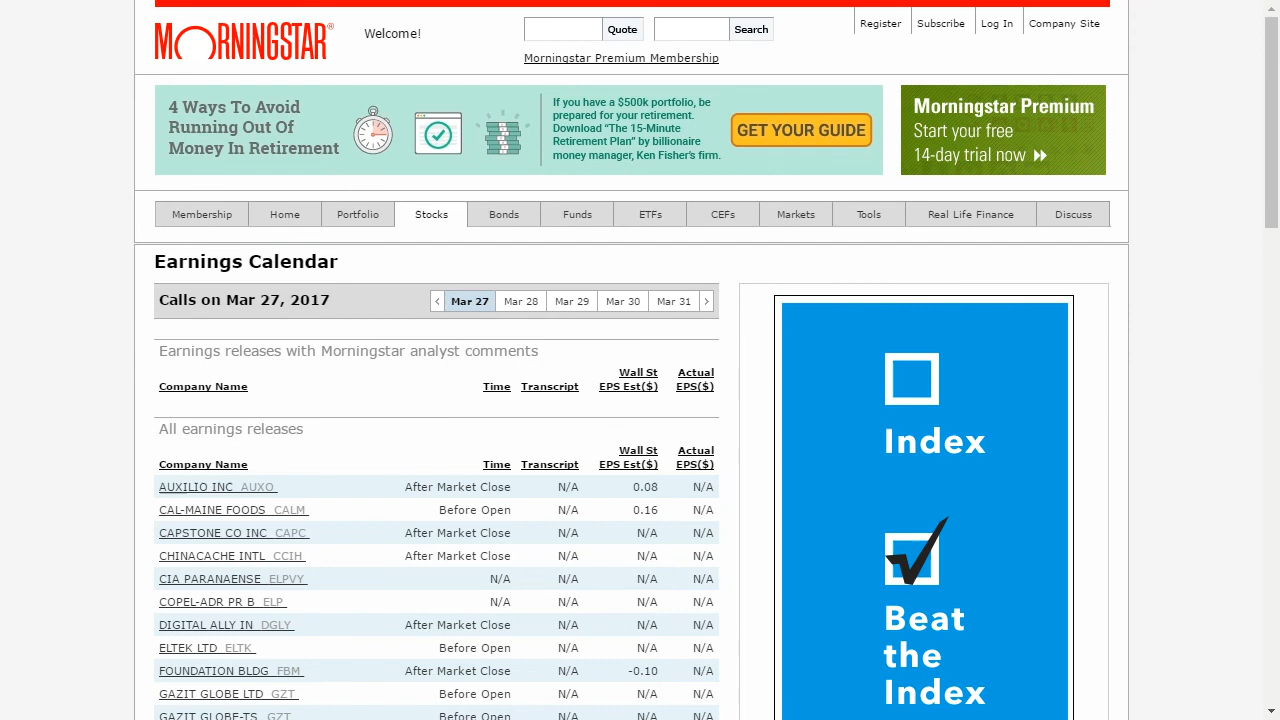 MORNINGSTAR®
Welcome!
Quote
Search
Register
Subscribe
Log In
Company Site
Morningstar Premium Membership
4 Ways To Avoid
Running Out Of
Money In Retirement
If you have a $500k portfolio, be
prepared for your retirement.
Download “The 15-Minute
Retirement Plan” by billionaire
money manager, Ken Fisher’s firm.
GET YOUR GUIDE
Morningstar Premium
Start your free
14-day trial now
Membership Home Portfolio Stocks Bonds Funds ETFs CEFs Markets Tools Real Life Finance Discuss
Earnings Calendar
Calls on Mar 27, 2017
‹ Mar 27 Mar 28 Mar 29 Mar 30 Mar 31 ›
Earnings releases with Morningstar analyst comments
Wall St Actual
Company Name Time Transcript EPS Est($) EPS($)
All earnings releases
Wall St Actual
Company Name Time Transcript EPS Est($) EPS($)
AUXILIO INC AUXO After Market Close N/A 0.08 N/A
CAL-MAINE FOODS CALM Before Open N/A 0.16 N/A
CAPSTONE CO INC CAPC After Market Close N/A N/A N/A
CHINACACHE INTL CCIH After Market Close N/A N/A N/A
CIA PARANAENSE ELPVY N/A N/A N/A N/A
COPEL-ADR PR B ELP N/A N/A N/A N/A
DIGITAL ALLY IN DGLY After Market Close N/A N/A N/A
ELTEK LTD ELTK Before Open N/A N/A N/A
FOUNDATION BLDG FBM After Market Close N/A -0.10 N/A
GAZIT GLOBE LTD GZT Before Open N/A N/A N/A
GAZIT GLOBE-TS GZT Before Open N/A N/A N/A
Index
Beat
the
Index